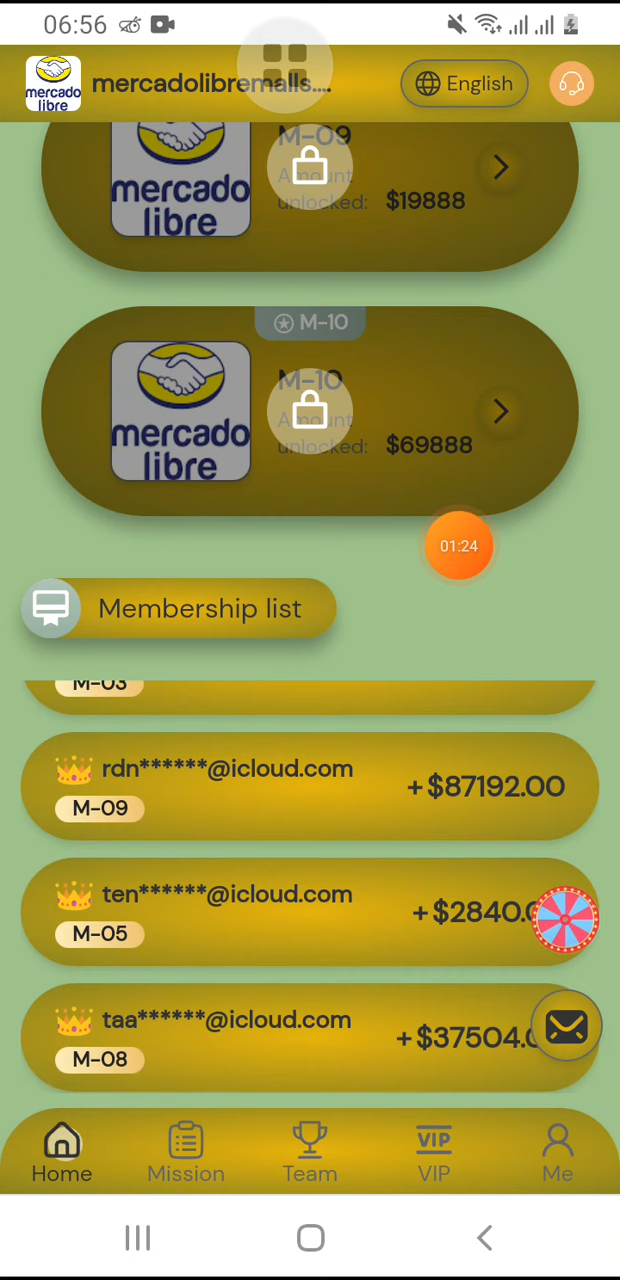 06:56
mercado
libre
mercadolibremalls....
English
M-09
mercado
libre
Amount
unlocked: $19888
M-10
M-10
mercado
libre
Amount
unlocked: $69888
01:24
Membership list
M-03
rdn******@icloud.com
+$87192.00
M-09
ten******@icloud.com
+$2840.0
M-05
taa******@icloud.com
+$37504.0
M-08
VIP
Home Mission Team VIP Me